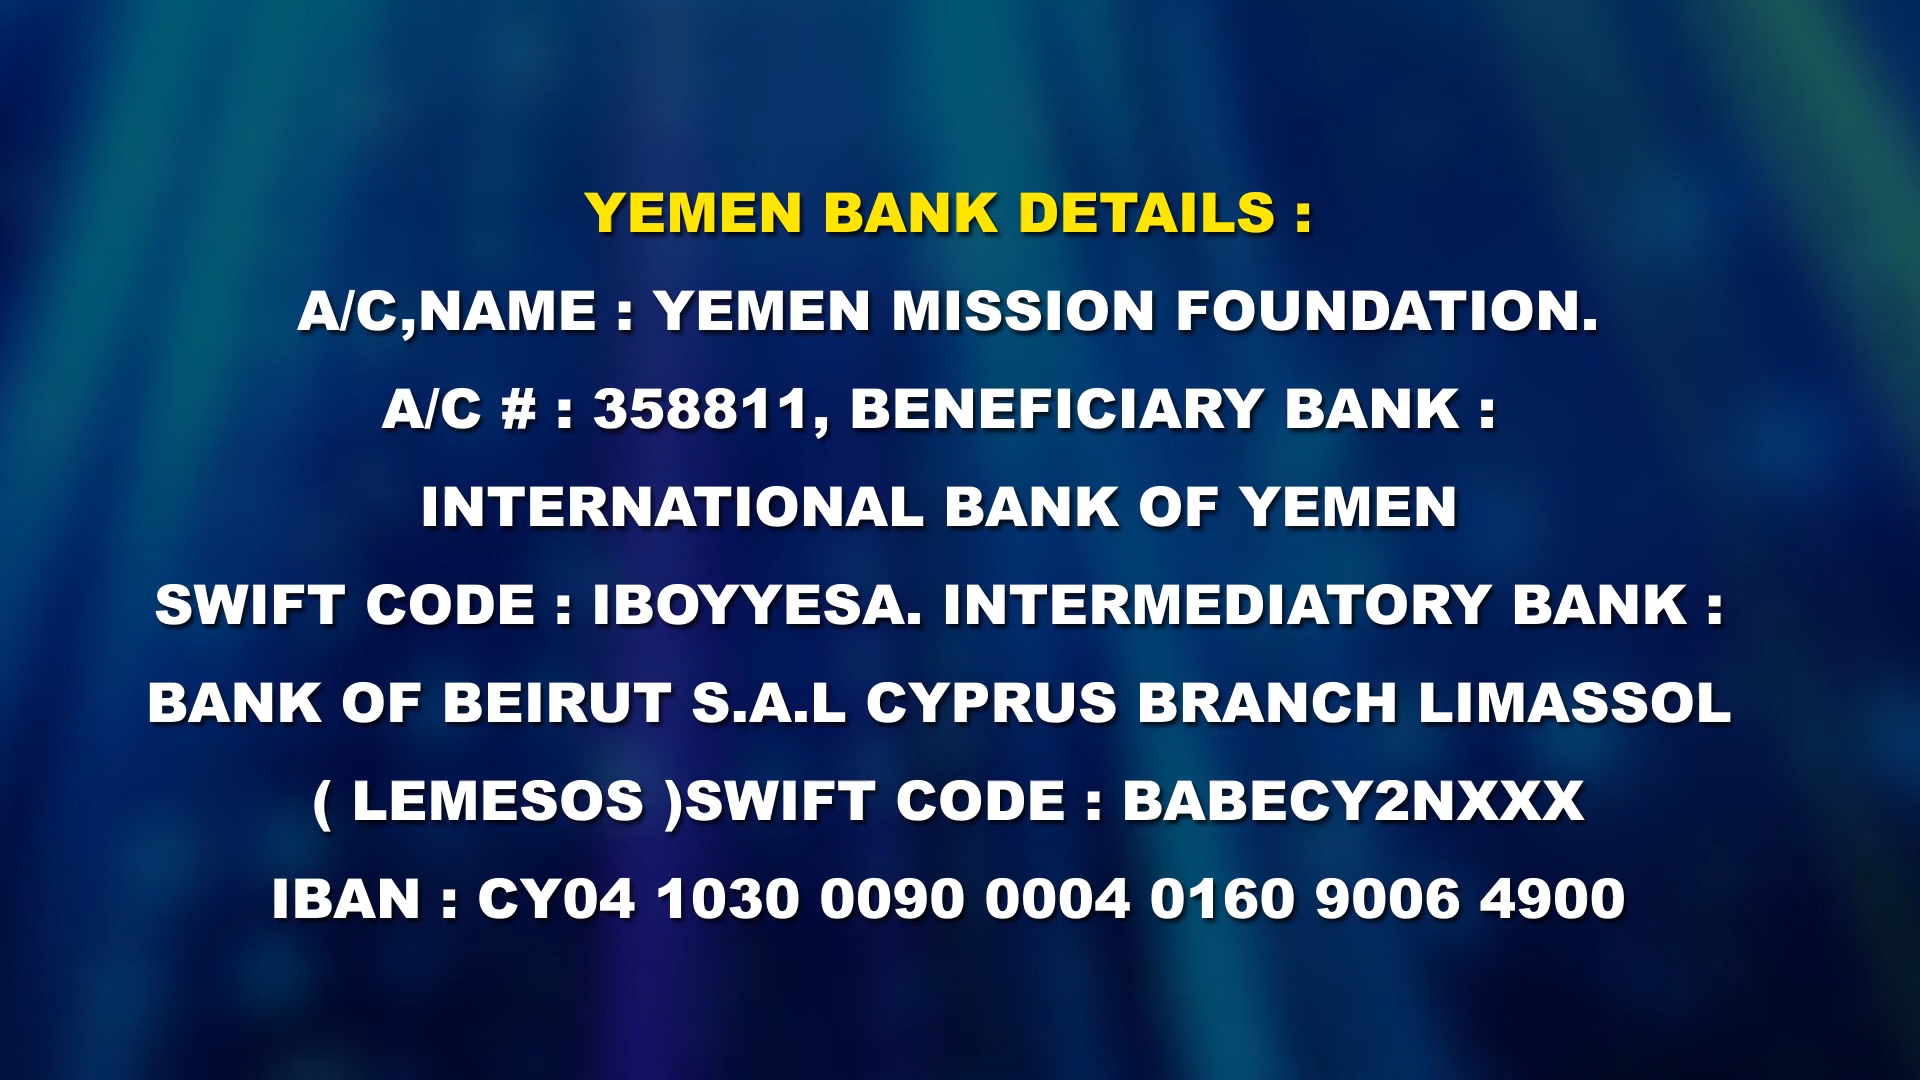 YEMEN BANK DETAILS :
A/C,NAME : YEMEN MISSION FOUNDATION.
A/C # : 358811, BENEFICIARY BANK :
INTERNATIONAL BANK OF YEMEN
SWIFT CODE : IBOYYESA. INTERMEDIATORY BANK :
BANK OF BEIRUT S.A.L CYPRUS BRANCH LIMASSOL
( LEMESOS )SWIFT CODE : BABECY2NXXX
IBAN : CY04 1030 0090 0004 0160 9006 4900